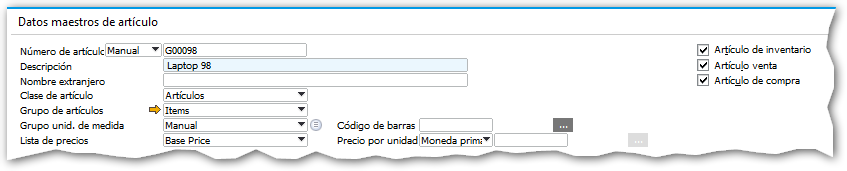 Datos maestros de artículo
Número de artículo Manual G00098 Artículo de inventario
Descripción Laptop 98 Artículo venta
Nombre extranjero Artículo de compra
Clase de artículo Artículos
Grupo de artículos Items
Grupo unid. de medida Manual Código de barras ...
Lista de precios Base Price Precio por unidad Moneda prima ...